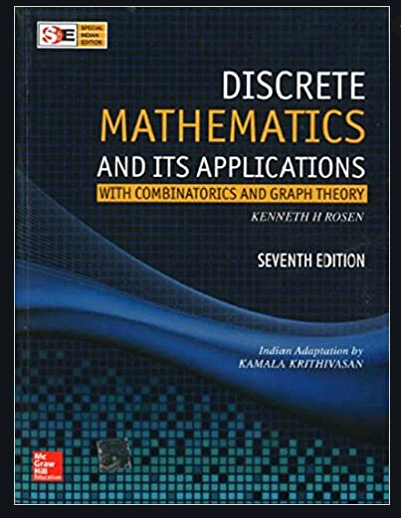 SIE
SPECIAL
INDIAN
EDITION
DISCRETE
MATHEMATICS
AND ITS APPLICATIONS
WITH COMBINATORICS AND GRAPH THEORY
KENNETH H ROSEN
SEVENTH EDITION
Indian Adaptation by
KAMALA KRITHIVASAN
Mc
Graw
Hill
Education